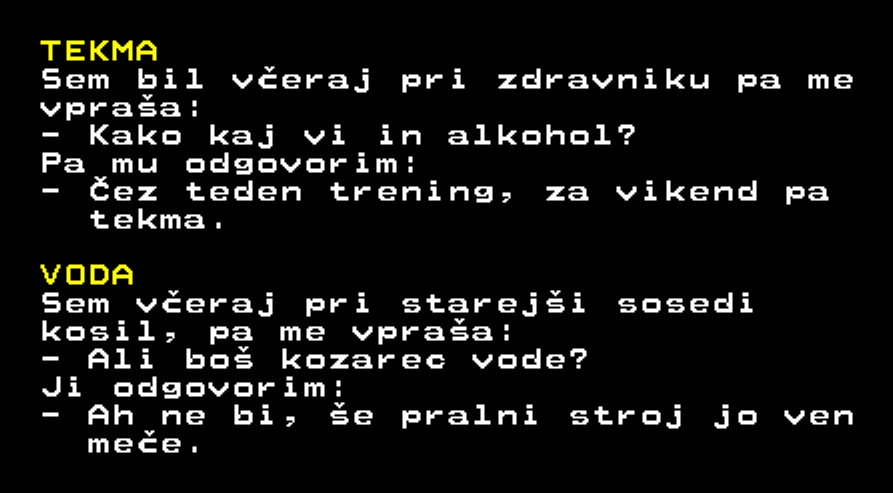 TEKMA
Sem bil včeraj pri zdravniku pa me
vpraša:
- Kako kaj vi in alkohol?
Pa mu odgovorim:
- Čez teden trening, za vikend pa
tekma.
VODA
Sem včeraj pri starejši sosedi
kosil, pa me vpraša:
- Ali boš kozarec vode?
Ji odgovorim:
- Ah ne bi, še pralni stroj jo ven
meče.